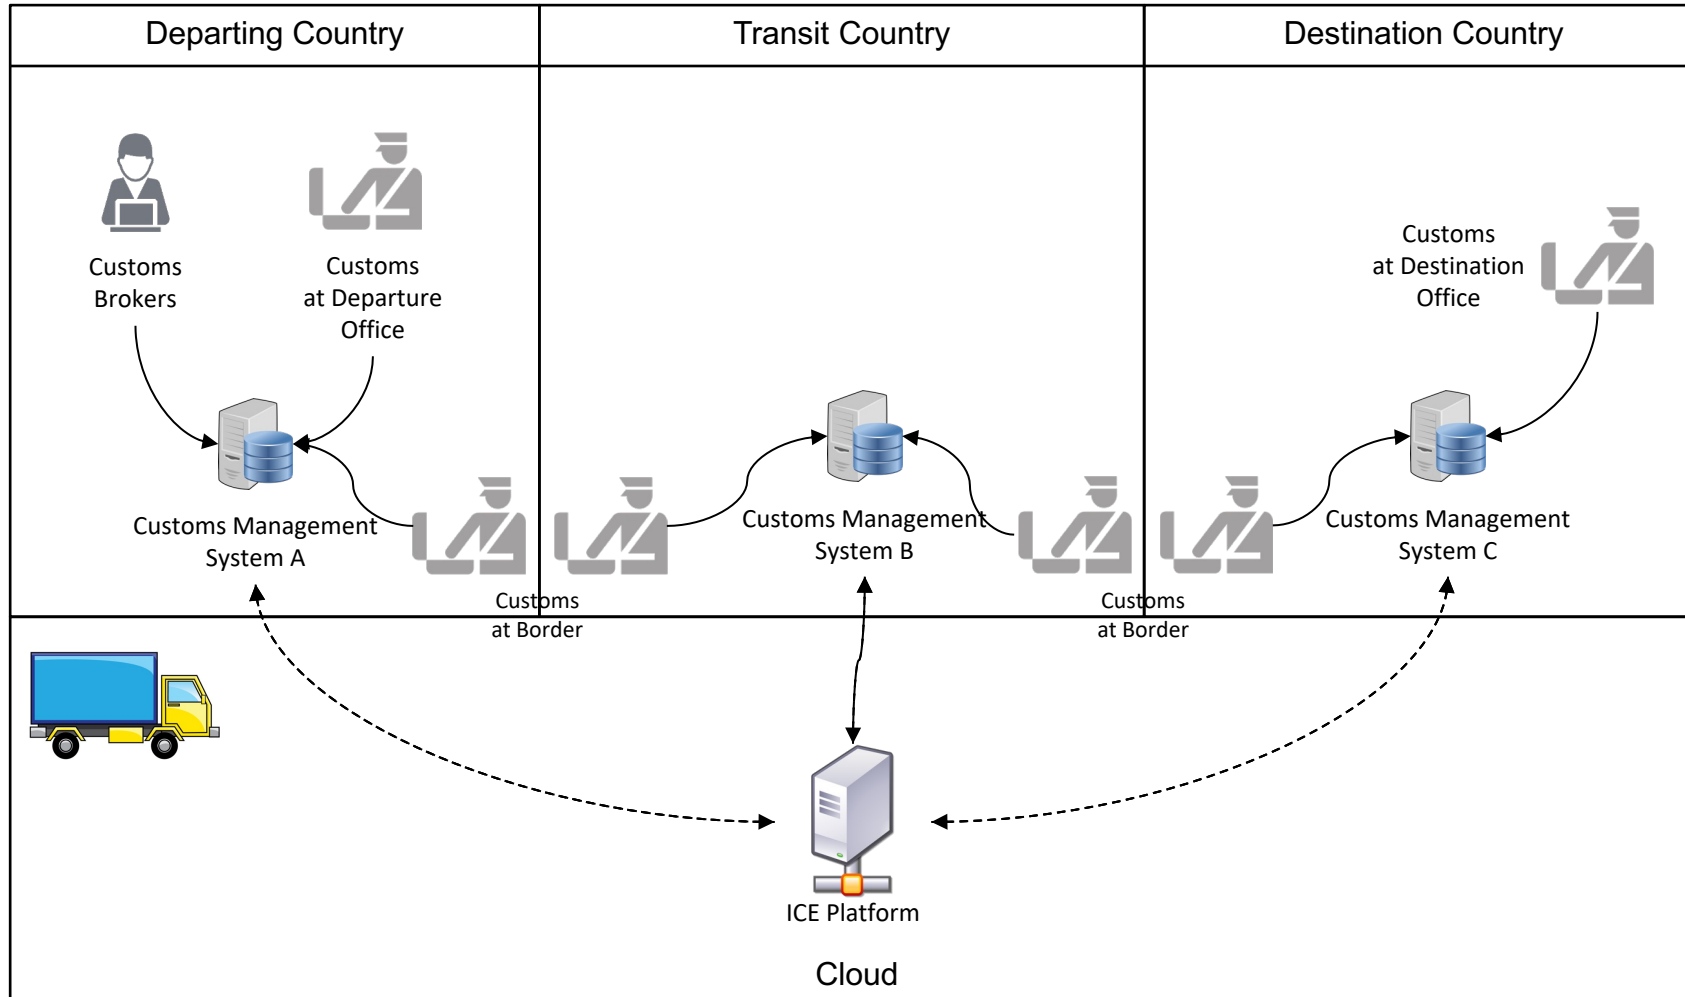 Departing Country
Transit Country
Destination Country
Customs
Brokers
Customs
at Departure
Office
Customs
at Destination
Office
Customs Management
System A
Customs Management
System B
Customs Management
System C
Customs
at Border
Customs
at Border
ICE Platform
Cloud